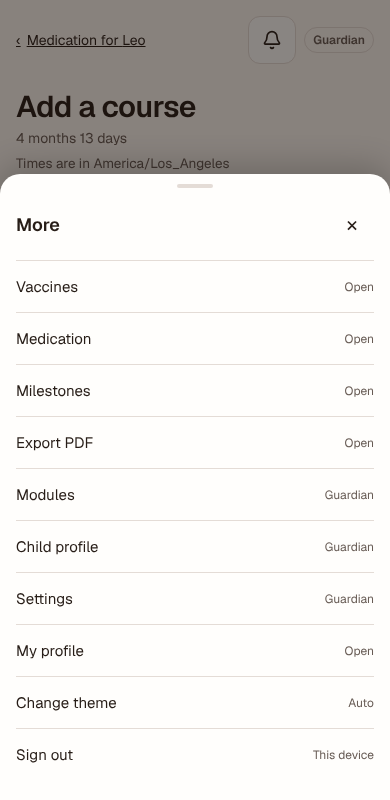 ‹ Medication for Leo
Guardian
Add a course
4 months 13 days
Times are in America/Los_Angeles
More
Vaccines Open
Medication Open
Milestones Open
Export PDF Open
Modules Guardian
Child profile Guardian
Settings Guardian
My profile Open
Change theme Auto
Sign out This device